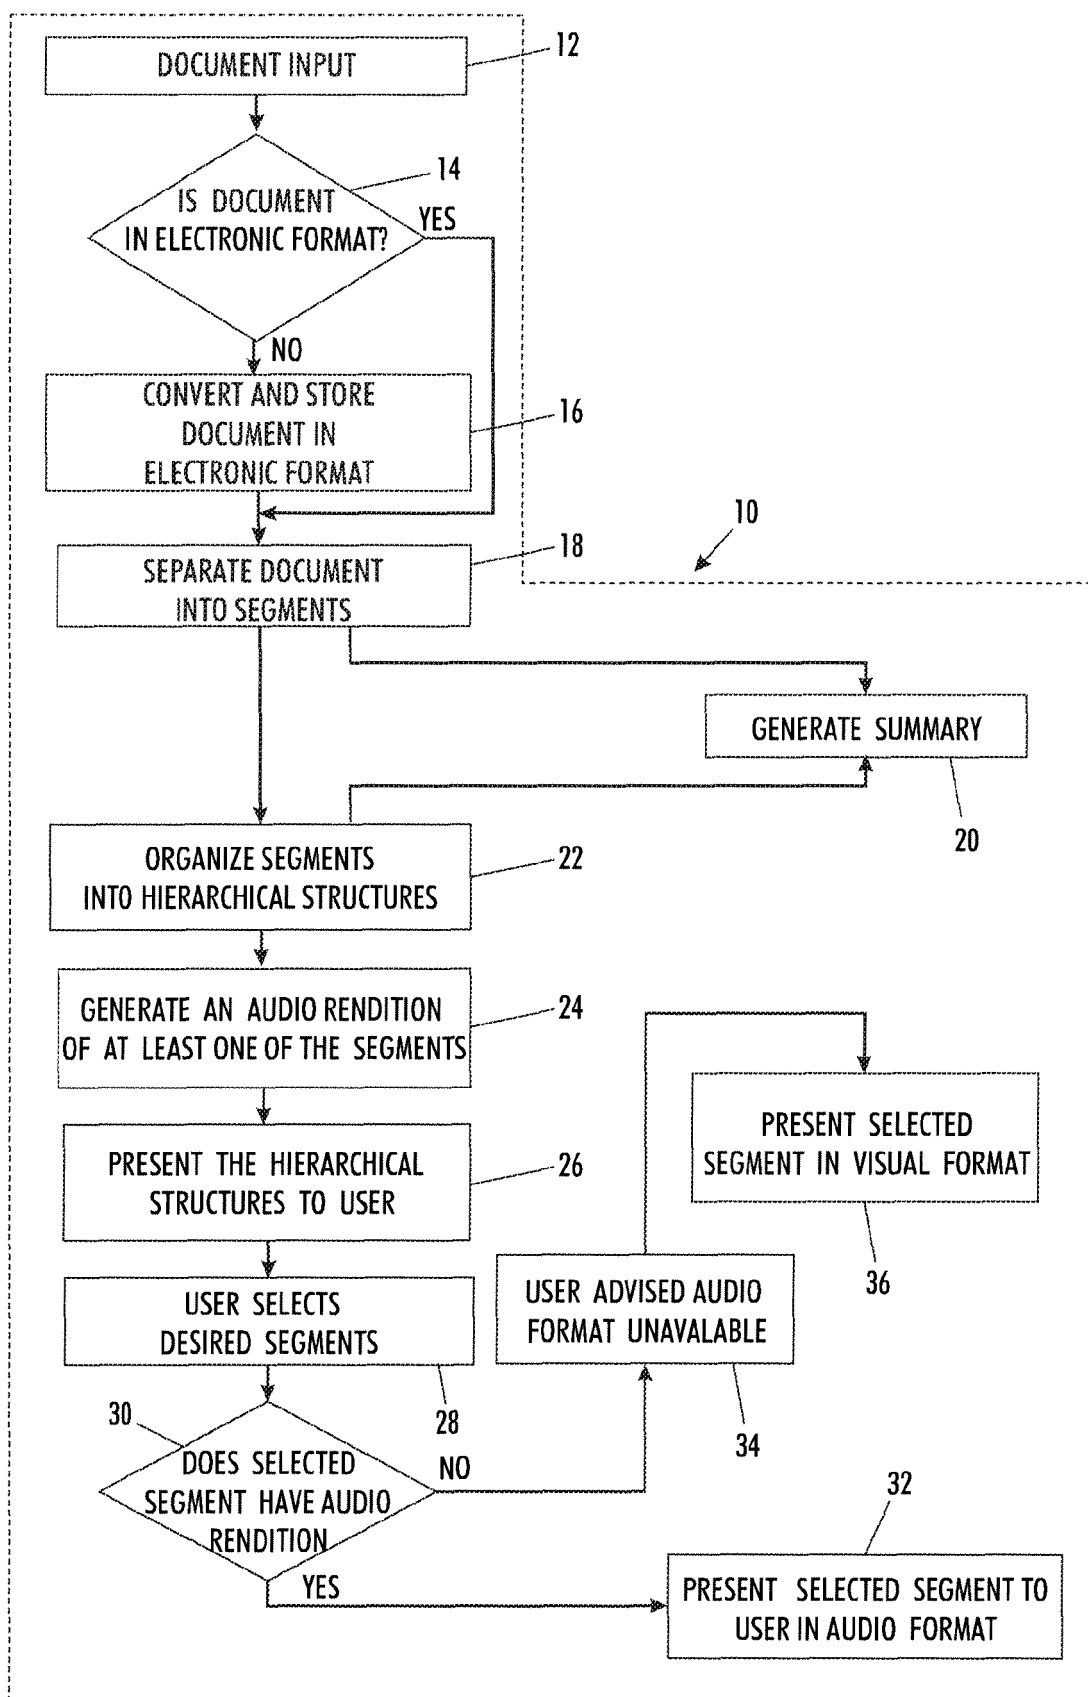 DOCUMENT INPUT
12
14
IS DOCUMENT
IN ELECTRONIC FORMAT?
YES
NO
CONVERT AND STORE
DOCUMENT IN
ELECTRONIC FORMAT
16
10
18
SEPARATE DOCUMENT
INTO SEGMENTS
GENERATE SUMMARY
20
ORGANIZE SEGMENTS
INTO HIERARCHICAL STRUCTURES
22
GENERATE AN AUDIO RENDITION
OF AT LEAST ONE OF THE SEGMENTS
24
PRESENT THE HIERARCHICAL
STRUCTURES TO USER
26
PRESENT SELECTED
SEGMENT IN VISUAL FORMAT
36
USER SELECTS
DESIRED SEGMENTS
28
USER ADVISED AUDIO
FORMAT UNAVALABLE
34
30
DOES SELECTED
SEGMENT HAVE AUDIO
RENDITION
NO
YES
32
PRESENT SELECTED SEGMENT TO
USER IN AUDIO FORMAT